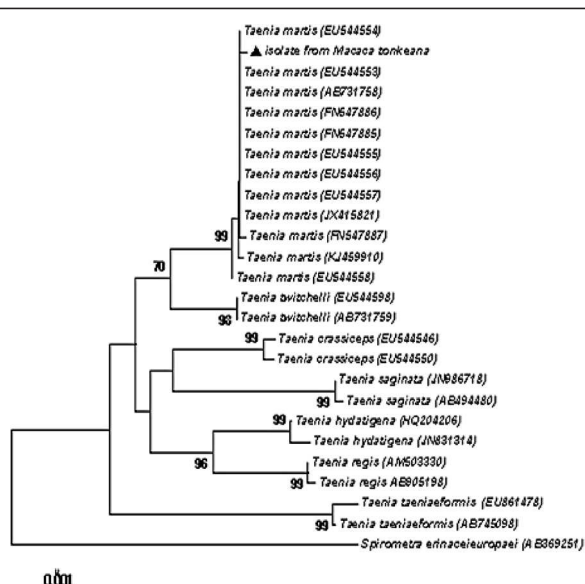 Taenia martis (EU544554)
▲ isolate from Macaca tonkeana
Taenia martis (EU544553)
Taenia martis (AB731758)
Taenia martis (FN547886)
Taenia martis (FN547885)
Taenia martis (EU544555)
Taenia martis (EU544556)
Taenia martis (EU544557)
Taenia martis (JX415821)
99
Taenia martis (FN547887)
Taenia martis (KJ459910)
70
Taenia martis (EU544558)
Taenia twitchelli (EU544598)
98
Taenia twitchelli (AB731759)
99
Taenia crassiceps (EU544546)
Taenia crassiceps (EU544550)
Taenia saginata (JN986718)
99
Taenia saginata (AB494480)
99
Taenia hydatigena (HQ204206)
Taenia hydatigena (JN831314)
96
Taenia regis (AM503330)
99
Taenia regis AB905198)
Taenia taeniaeformis (EU861478)
99
Taenia taeniaeformis (AB745098)
Spirometra erinaceieuropaei (AB369251)